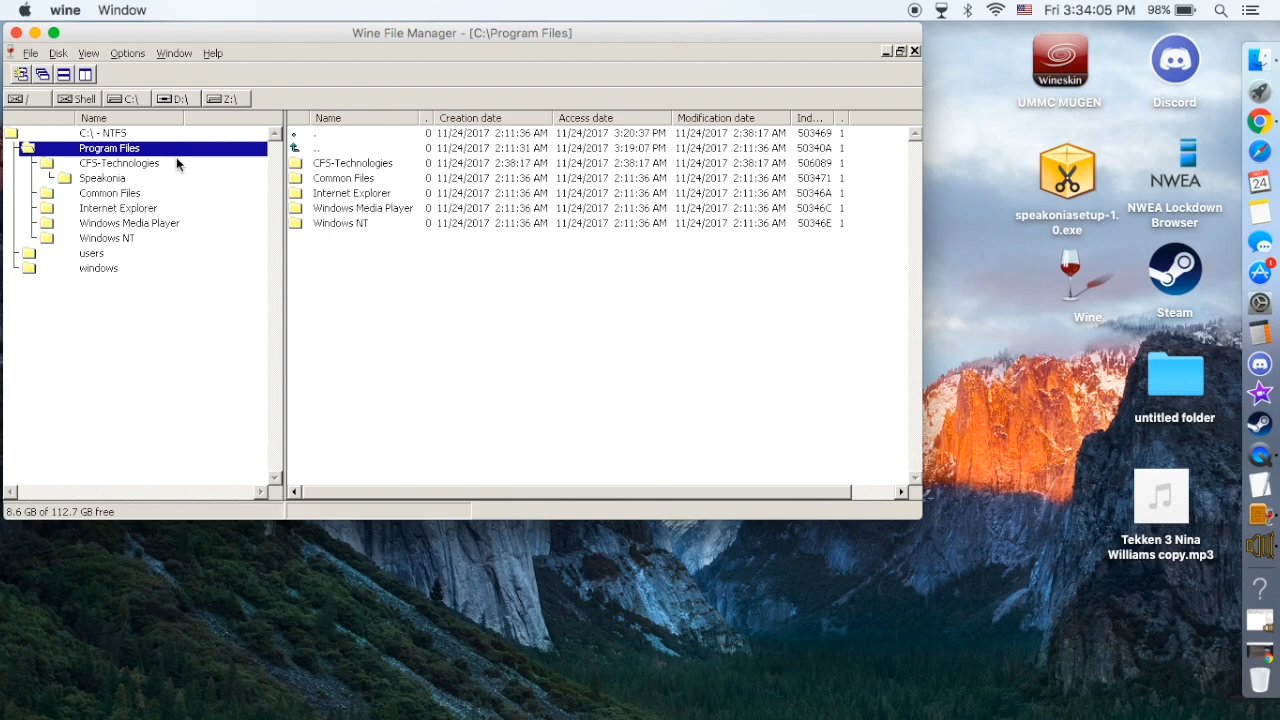 wine Window Fri 3:34:05 PM 98%
Wine File Manager - [C:\Program Files]
File Disk View Options Window Help
/ Shell C:\ D:\ Z:\
Name
C:\ - NTFS
Program Files
CFS-Technologies
Speakonia
Common Files
Internet Explorer
Windows Media Player
Windows NT
users
windows
Name . Creation date Access date Modification date Ind... .
. 0 11/24/2017 2:11:36 AM 11/24/2017 3:20:37 PM 11/24/2017 2:38:17 AM 503469 1
.. 0 11/24/2017 2:11:31 AM 11/24/2017 3:19:07 PM 11/24/2017 2:11:36 AM 50340A 1
CFS-Technologies 0 11/24/2017 2:38:17 AM 11/24/2017 2:38:17 AM 11/24/2017 2:38:17 AM 506089 1
Common Files 0 11/24/2017 2:11:36 AM 11/24/2017 2:11:36 AM 11/24/2017 2:11:36 AM 503471 1
Internet Explorer 0 11/24/2017 2:11:36 AM 11/24/2017 2:11:36 AM 11/24/2017 2:11:36 AM 50346A 1
Windows Media Player 0 11/24/2017 2:11:36 AM 11/24/2017 2:11:36 AM 11/24/2017 2:11:36 AM 50346C 1
Windows NT 0 11/24/2017 2:11:36 AM 11/24/2017 2:11:36 AM 11/24/2017 2:11:36 AM 50346E 1
8.6 GB of 112.7 GB free
Wineskin
UMMC MUGEN
Discord
speakoniasetup-1.
0.exe
NWEA
NWEA Lockdown
Browser
Wine
Steam
untitled folder
Tekken 3 Nina
Williams copy.mp3
24
1
?